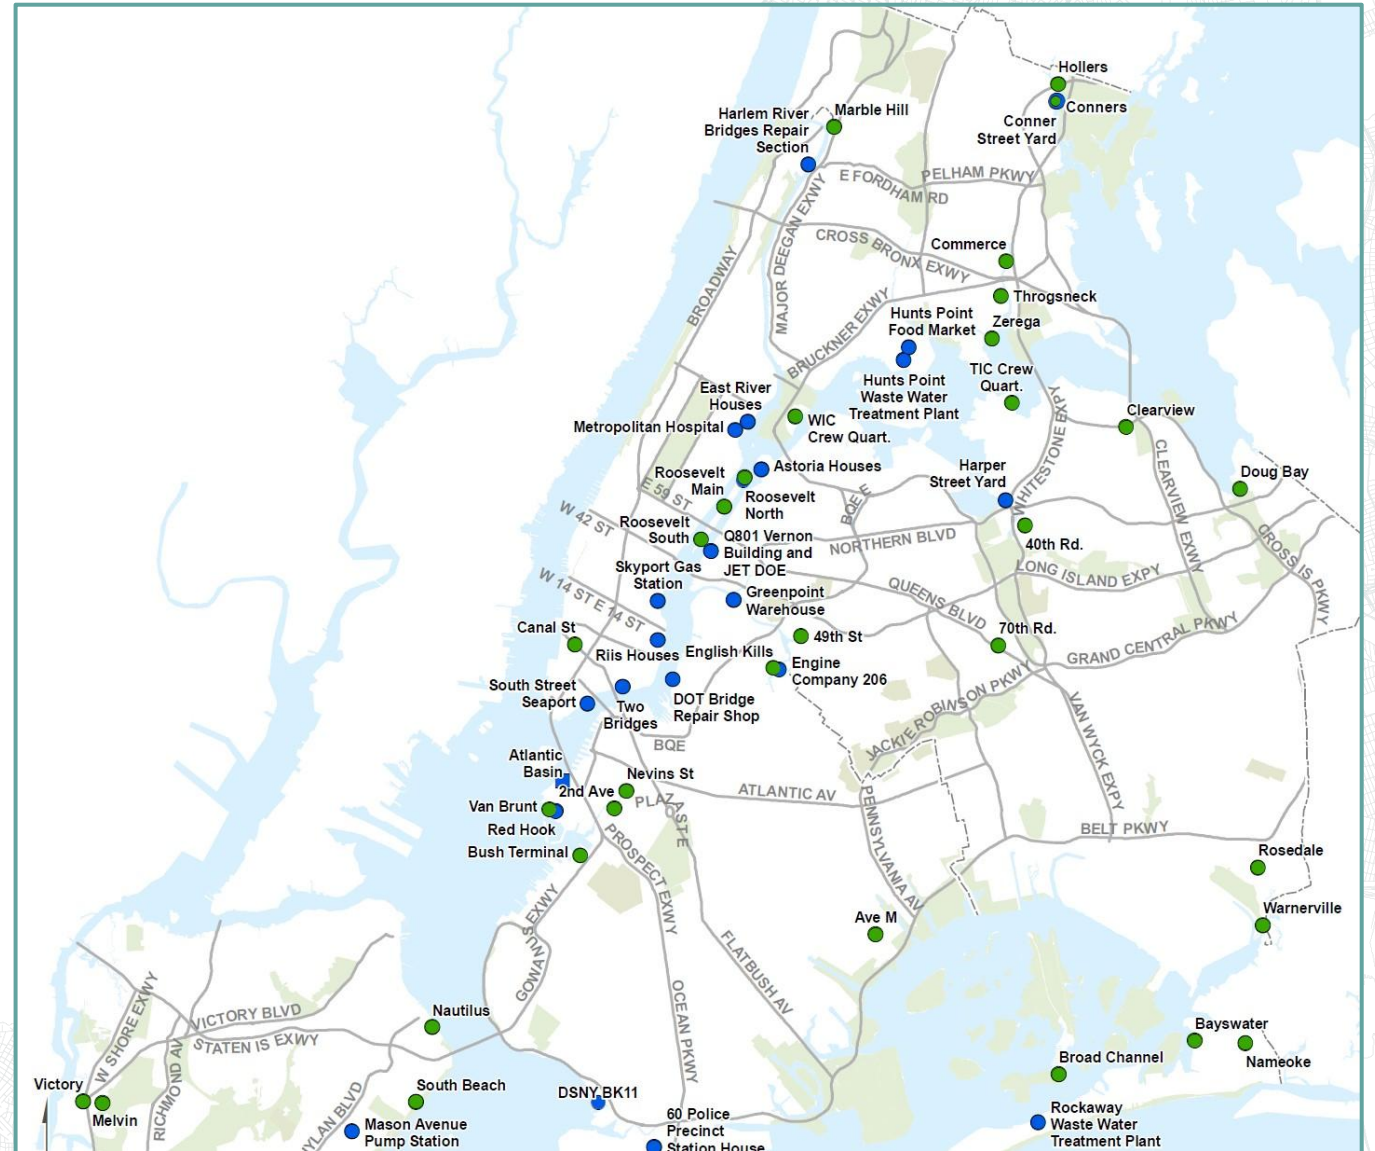 Hollers
Conners
Conner
Street Yard
Harlem River
Bridges Repair
Section
Marble Hill
PELHAM PKWY
E FORDHAM RD
MAJOR DEEGAN EXWY
CROSS BRONX EXWY
Commerce
BROADWAY
Throgsneck
BRUCKNER EXWY
Hunts Point
Food Market
Zerega
Hunts Point
Waste Water
Treatment Plant
TIC Crew
Quart.
East River
Houses
Metropolitan Hospital
WIC
Crew Quart.
WHITESTONE EXPY
Clearview
CLEARVIEW EXWY
Roosevelt
Main
Astoria Houses
Harper
Street Yard
Doug Bay
E 59 ST
Roosevelt
North
BQE E
W 42 ST
Roosevelt
South
Q801 Vernon
Building and
JET DOE
NORTHERN BLVD
40th Rd.
CROSS IS PKWY
Skyport Gas
Station
LONG ISLAND EXPY
W 14 ST
E 14 ST
Greenpoint
Warehouse
QUEENS BLVD
Canal St
49th St
70th Rd.
GRAND CENTRAL PKWY
Riis Houses
English Kills
Engine
Company 206
South Street
Seaport
Two
Bridges
DOT Bridge
Repair Shop
JACKIE ROBINSON PKWY
VAN WYCK EXPY
BQE
Atlantic
Basin
Nevins St
2nd Ave
PLAZA ST E
ATLANTIC AV
Van Brunt
Red Hook
Bush Terminal
PROSPECT EXWY
PENNSYLVANIA AV
BELT PKWY
Rosedale
Warnerville
Ave M
GOWANUS EXWY
FLATBUSH AV
OCEAN PKWY
W SHORE EXWY
VICTORY BLVD
STATEN IS EXWY
RICHMOND AV
Nautilus
Bayswater
Nameoke
Broad Channel
Victory
Melvin
South Beach
DSNY BK11
HYLAN BLVD
Mason Avenue
Pump Station
60 Police
Precinct
Station House
Rockaway
Waste Water
Treatment Plant